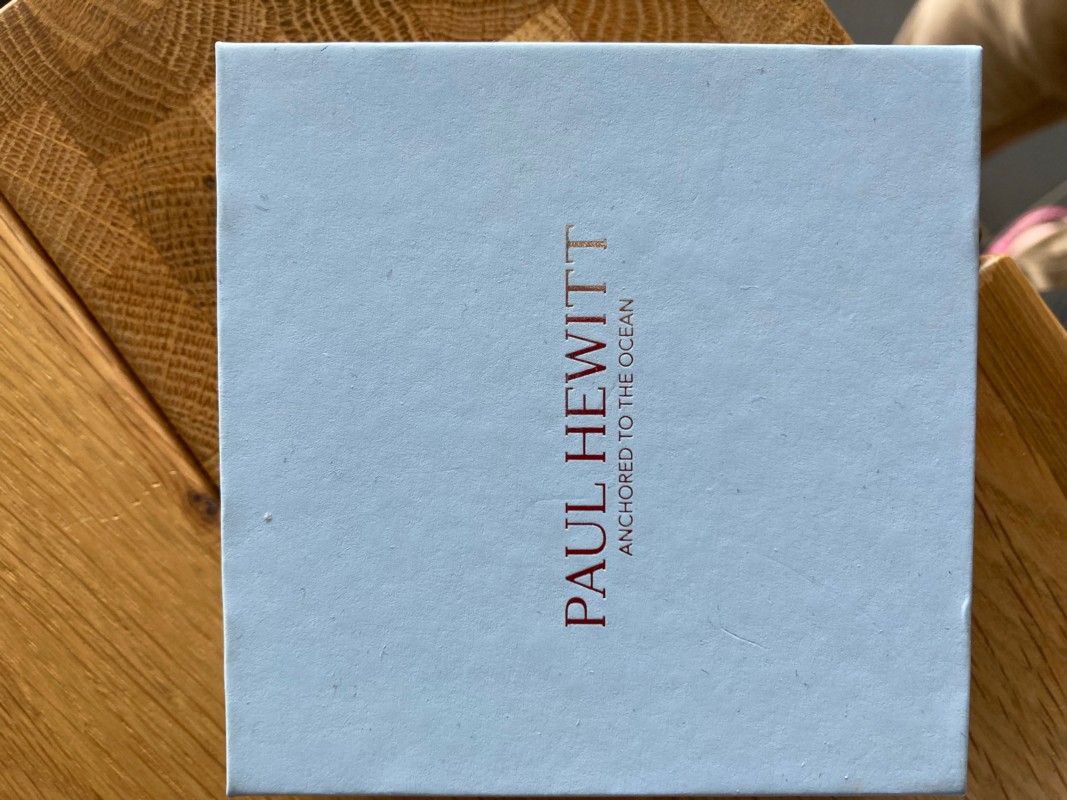 PAUL HEWITT
ANCHORED TO THE OCEAN